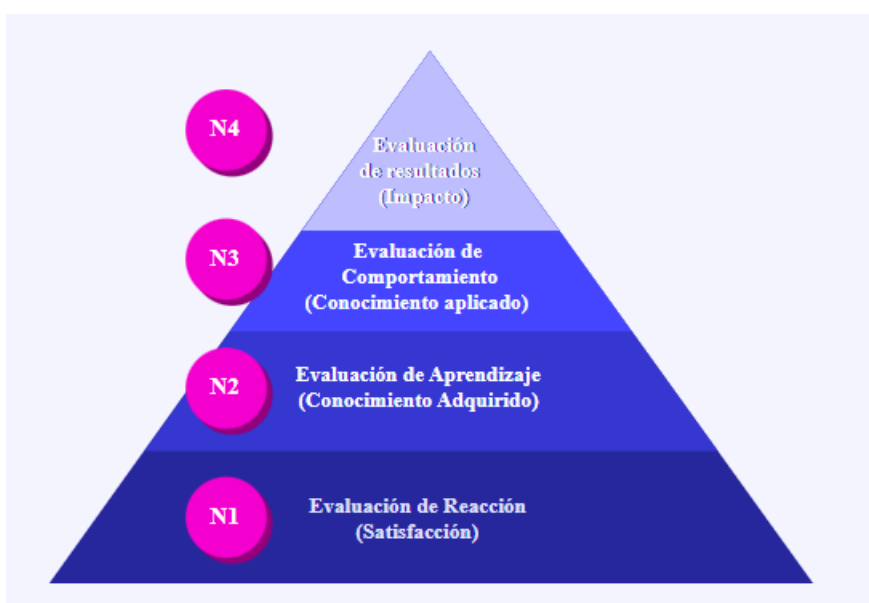 N4
Evaluación
de resultados
(Impacto)
N3
Evaluación de
Comportamiento
(Conocimiento aplicado)
N2
Evaluación de Aprendizaje
(Conocimiento Adquirido)
N1
Evaluación de Reacción
(Satisfacción)